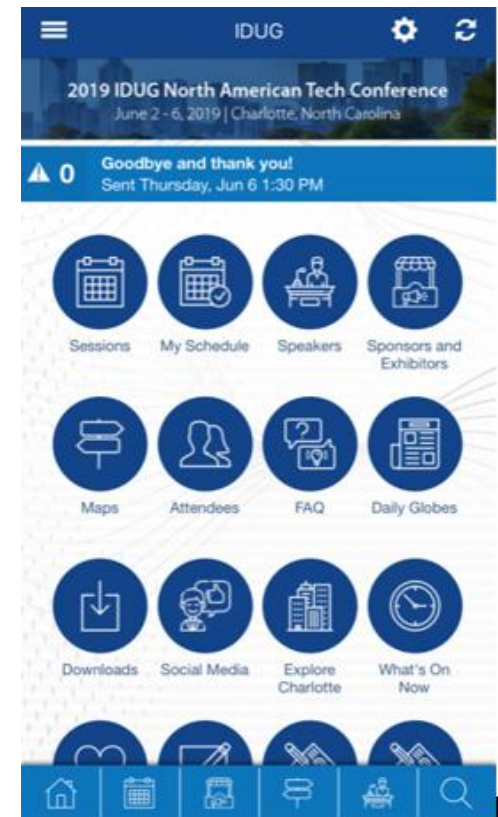 IDUG
2019 IDUG North American Tech Conference
June 2 - 6, 2019 | Charlotte, North Carolina
0
Goodbye and thank you!
Sent Thursday, Jun 6 1:30 PM
Sessions
My Schedule
Speakers
Sponsors and
Exhibitors
Maps
Attendees
FAQ
Daily Globes
Downloads
Social Media
Explore
Charlotte
What's On
Now